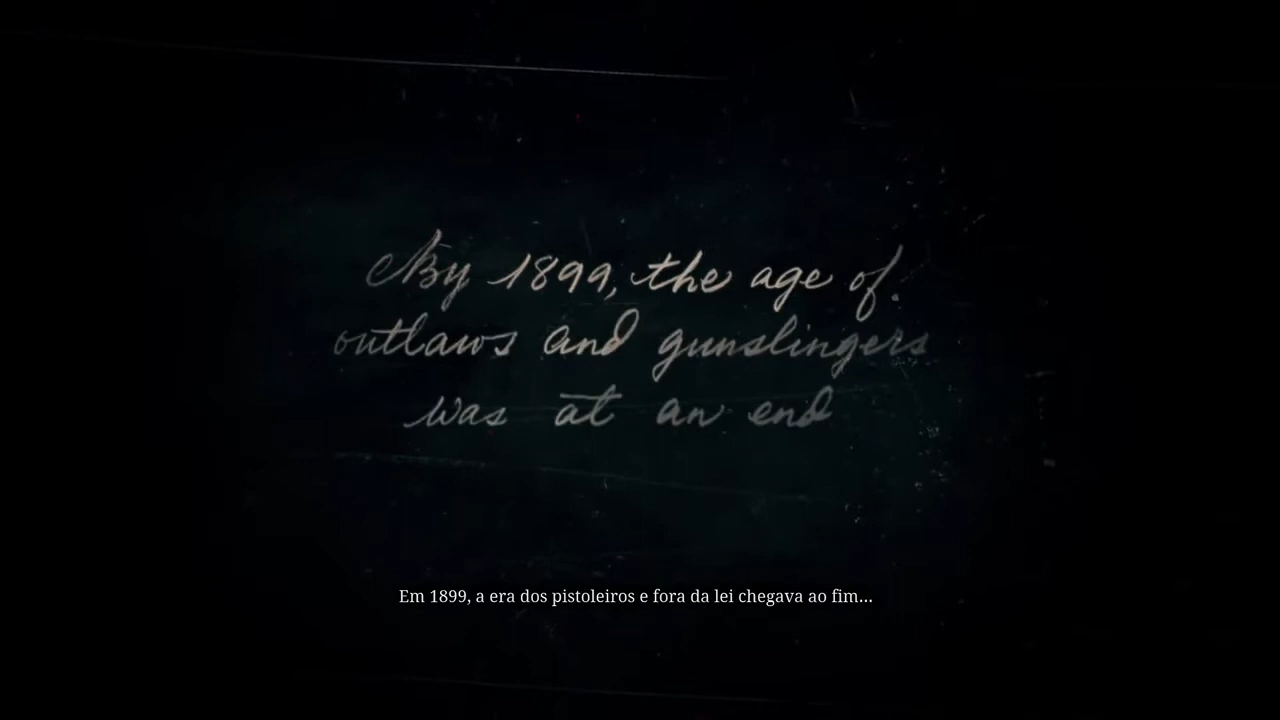 By 1899, the age of
outlaws and gunslingers
was at an end
Em 1899, a era dos pistoleiros e fora da lei chegava ao fim...